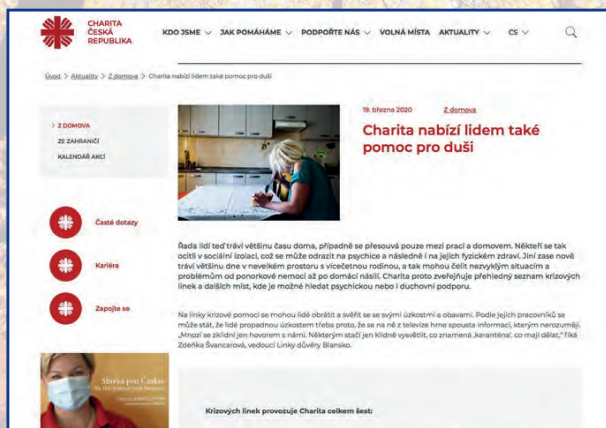 CHARITA
ČESKÁ
REPUBLIKA
KDO JSME
JAK POMÁHÁME
PODPOŘTE NÁS
VOLNÁ MÍSTA
AKTUALITY
CS
Úvod > Aktuality > Z domova > Charita nabízí lidem také pomoc pro duši
> Z DOMOVA
ZE ZAHRANIČÍ
KALENDÁŘ AKCÍ
Časté dotazy
Kariéra
Zapojte se
19. března 2020 Z domova
Charita nabízí lidem také
pomoc pro duši
Řada lidí teď tráví většinu času doma, případně se přesouvá pouze mezi prací a domovem. Někteří se tak
ocitli v sociální izolaci, což se může odrazit na psychice a následně i na jejich fyzickém zdraví. Jiní zase nově
tráví většinu dne v nevelkém prostoru s vícečetnou rodinou, a tak mohou čelit nezvyklým situacím a
problémům od ponorkové nemoci až po domácí násilí. Charita proto zveřejňuje přehledný seznam krizových
linek a dalších míst, kde je možné hledat psychickou nebo i duchovní podporu.
Na linky krizové pomoci se mohou lidé obrátit a svěřit se se svými úzkostmi a obavami. Podle jejich pracovníků se
může stát, že lidé propadnou úzkostem třeba proto, že se na ně z televize hrne spousta informací, kterým nerozumějí.
„Mnozí se zklidní jen hovorem s námi. Některým stačí jen klidně vysvětlit, co znamená ‚karanténa', co mají dělat,“ říká
Zdeňka Švancarová, vedoucí Linky důvěry Blansko.
Sbírka pro Česko
Krizových linek provozuje Charita celkem šest: